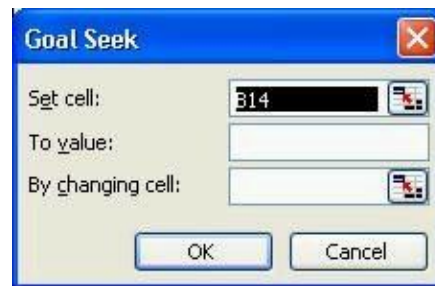 Goal Seek
Set cell: B14
To value:
By changing cell:
OK Cancel